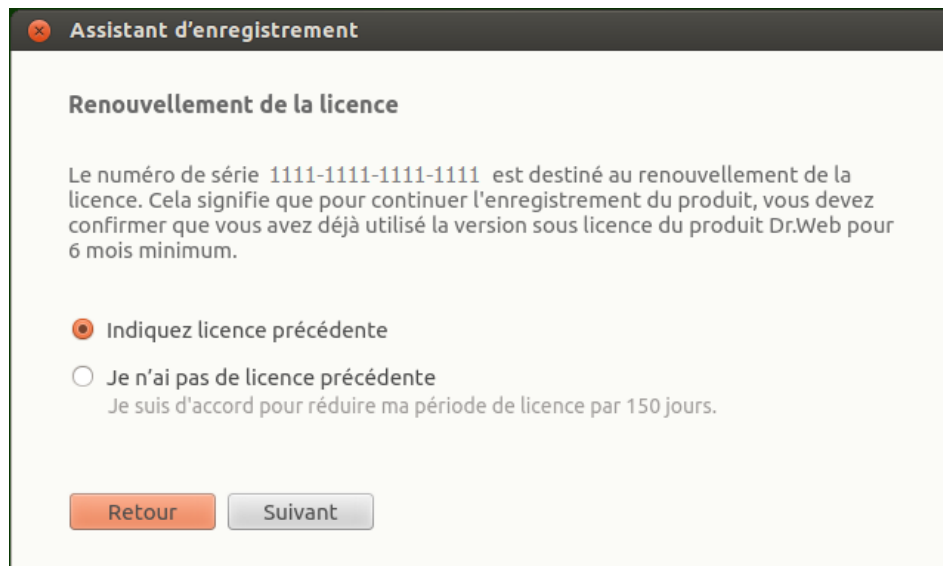 Assistant d’enregistrement
Renouvellement de la licence
Le numéro de série 1111-1111-1111-1111 est destiné au renouvellement de la
licence. Cela signifie que pour continuer l'enregistrement du produit, vous devez
confirmer que vous avez déjà utilisé la version sous licence du produit Dr.Web pour
6 mois minimum.
Indiquez licence précédente
Je n’ai pas de licence précédente
Je suis d'accord pour réduire ma période de licence par 150 jours.
Retour Suivant